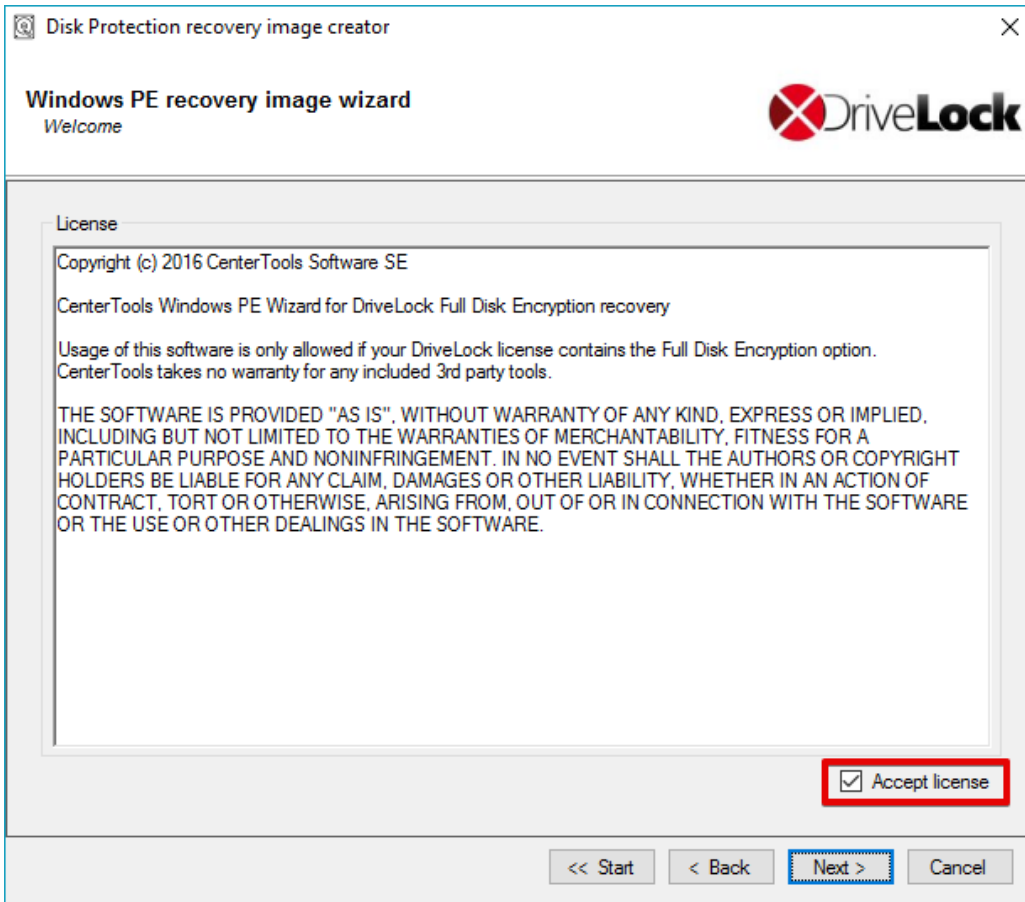 Disk Protection recovery image creator
Windows PE recovery image wizard
Welcome
DriveLock
License
Copyright (c) 2016 CenterTools Software SE
CenterTools Windows PE Wizard for DriveLock Full Disk Encryption recovery
Usage of this software is only allowed if your DriveLock license contains the Full Disk Encryption option.
CenterTools takes no warranty for any included 3rd party tools.
THE SOFTWARE IS PROVIDED "AS IS", WITHOUT WARRANTY OF ANY KIND, EXPRESS OR IMPLIED,
INCLUDING BUT NOT LIMITED TO THE WARRANTIES OF MERCHANTABILITY, FITNESS FOR A
PARTICULAR PURPOSE AND NONINFRINGEMENT. IN NO EVENT SHALL THE AUTHORS OR COPYRIGHT
HOLDERS BE LIABLE FOR ANY CLAIM, DAMAGES OR OTHER LIABILITY, WHETHER IN AN ACTION OF
CONTRACT, TORT OR OTHERWISE, ARISING FROM, OUT OF OR IN CONNECTION WITH THE SOFTWARE
OR THE USE OR OTHER DEALINGS IN THE SOFTWARE.
Accept license
<< Start
< Back
Next >
Cancel